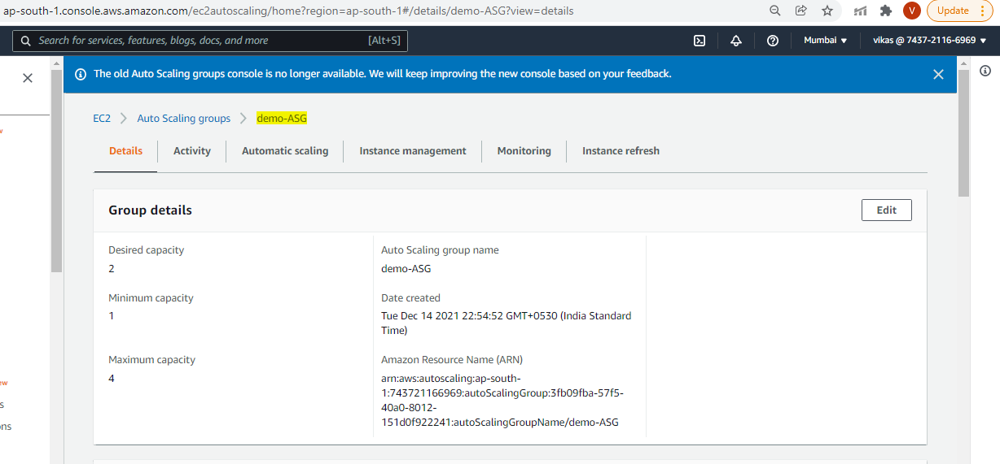 ap-south-1.console.aws.amazon.com/ec2autoscaling/home?region=ap-south-1#/details/demo-ASG?view=details
V
Update
Search for services, features, blogs, docs, and more [Alt+S]
Mumbai
vikas @ 7437-2116-6969
The old Auto Scaling groups console is no longer available. We will keep improving the new console based on your feedback.
EC2 Auto Scaling groups demo-ASG
Details Activity Automatic scaling Instance management Monitoring Instance refresh
Group details
Edit
Desired capacity
2
Minimum capacity
1
Maximum capacity
4
Auto Scaling group name
demo-ASG
Date created
Tue Dec 14 2021 22:54:52 GMT+0530 (India Standard
Time)
Amazon Resource Name (ARN)
arn:aws:autoscaling:ap-south-
1:743721166969:autoScalingGroup:3fb09fba-57f5-
40a0-8012-
151d0f922241:autoScalingGroupName/demo-ASG